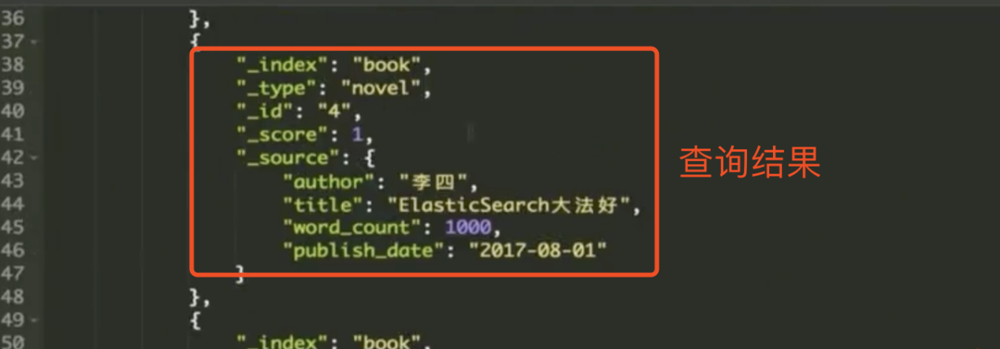 36 },
37 {
38 "_index": "book",
39 "_type": "novel",
40 "_id": "4",
41 "_score": 1,
42 "_source": {
43 "author": "李四",
44 "title": "ElasticSearch大法好",
45 "word_count": 1000,
46 "publish_date": "2017-08-01"
47 }
48 },
49 {
50 "_index": "book",
查询结果